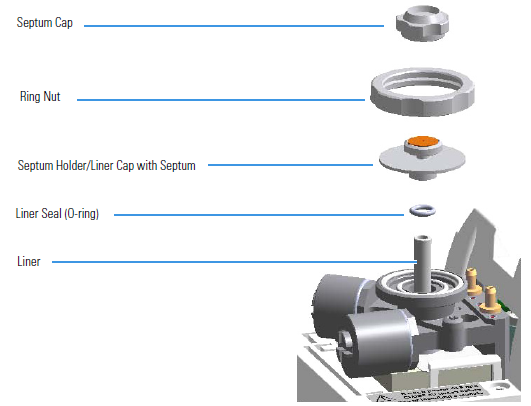 Septum Cap
Ring Nut
Septum Holder/Liner Cap with Septum
Liner Seal (O-ring)
Liner